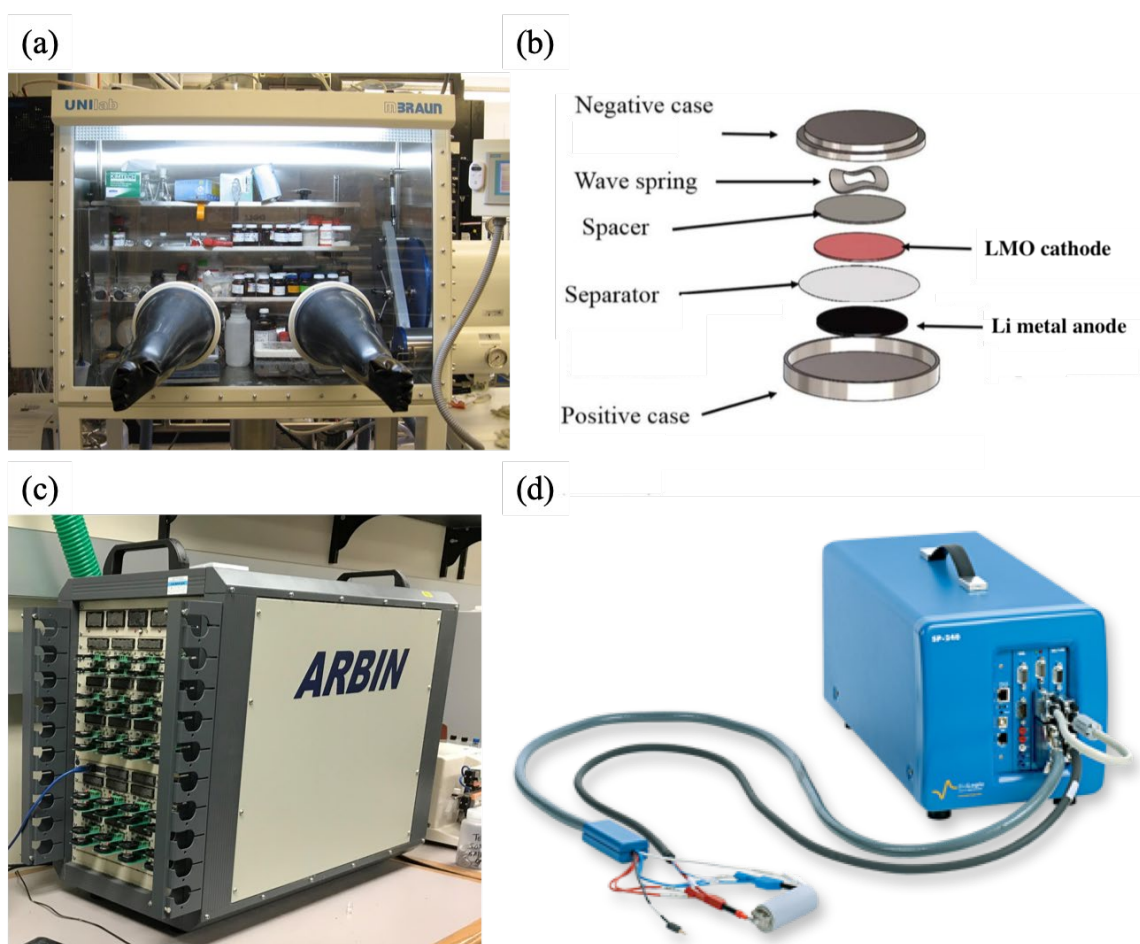 (a)
UNIlab
MBRAUN
(b)
Negative case
Wave spring
Spacer
LMO cathode
Separator
Li metal anode
Positive case
(c)
ARBIN
(d)
SP-240